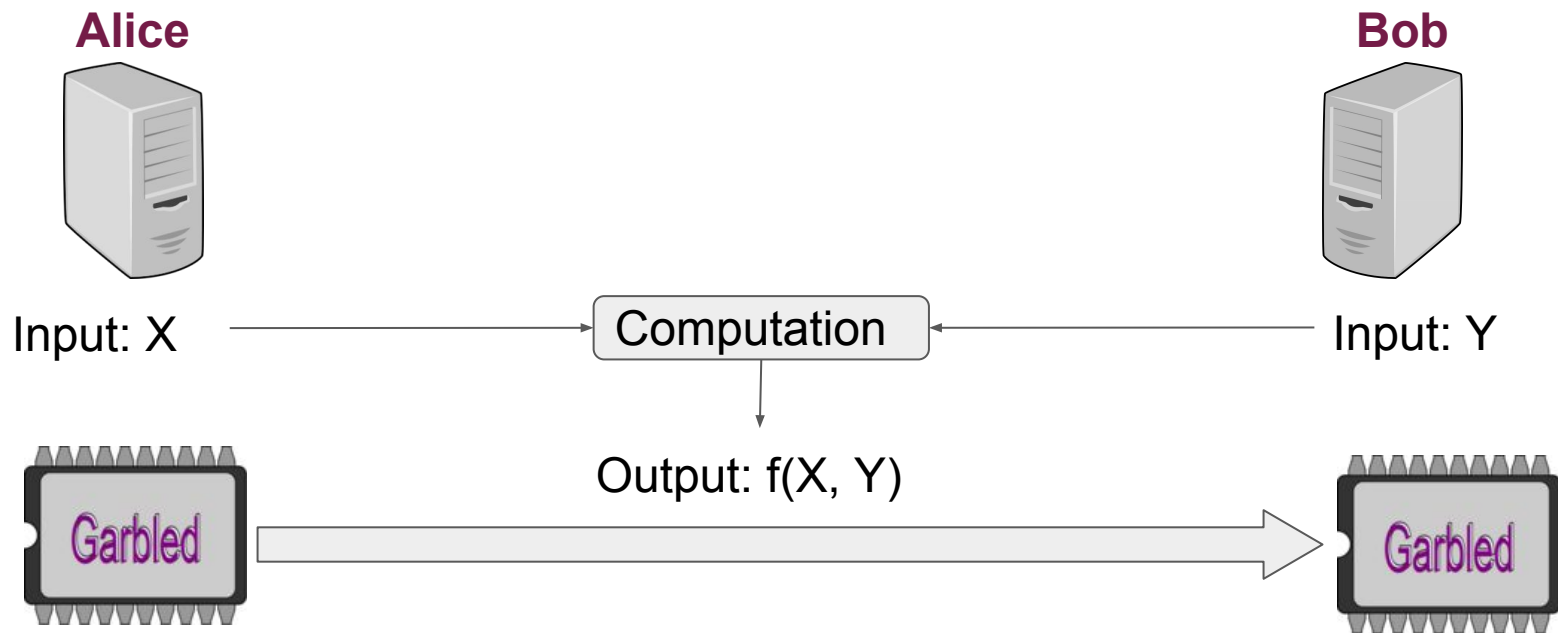 Alice
Bob
Input: X
Computation
Input: Y
Output: f(X, Y)
Garbled
Garbled